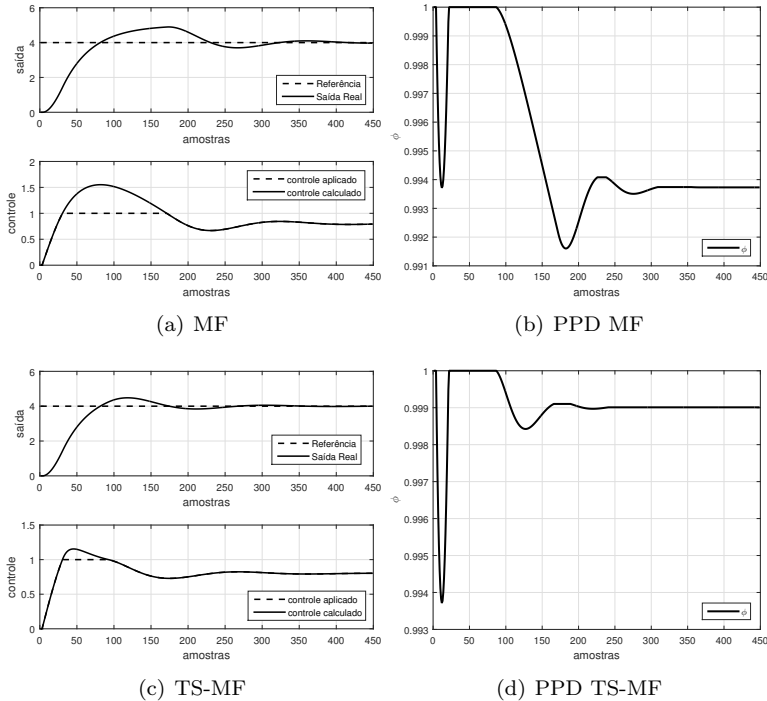 6
4
2
0
saída
0 50 100 150 200 250 300 350 400 450
amostras
Referência
Saída Real
2
1.5
1
0.5
0
controle
0 50 100 150 200 250 300 350 400 450
amostras
controle aplicado
controle calculado
(a) MF
1
0.999
0.998
0.997
0.996
0.995
0.994
0.993
0.992
0.991
ϕ
0 50 100 150 200 250 300 350 400 450
amostras
ϕ
(b) PPD MF
6
4
2
0
saída
0 50 100 150 200 250 300 350 400 450
amostras
Referência
Saída Real
1.5
1
0.5
0
controle
0 50 100 150 200 250 300 350 400 450
amostras
controle aplicado
controle calculado
(c) TS-MF
1
0.999
0.998
0.997
0.996
0.995
0.994
0.993
ϕ
0 50 100 150 200 250 300 350 400 450
amostras
ϕ
(d) PPD TS-MF